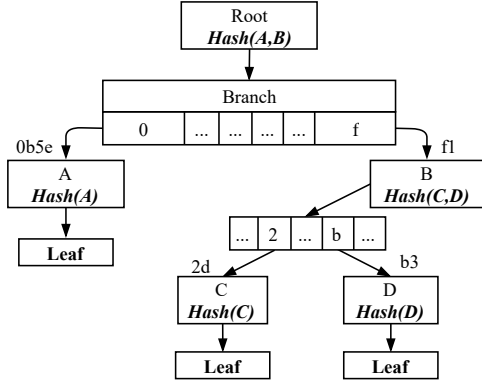 Root
Hash(A,B)
Branch
0 ... ... ... ... f
0b5e
f1
A
Hash(A)
B
Hash(C,D)
Leaf
... 2 ... b ...
2d
b3
C
Hash(C)
D
Hash(D)
Leaf
Leaf